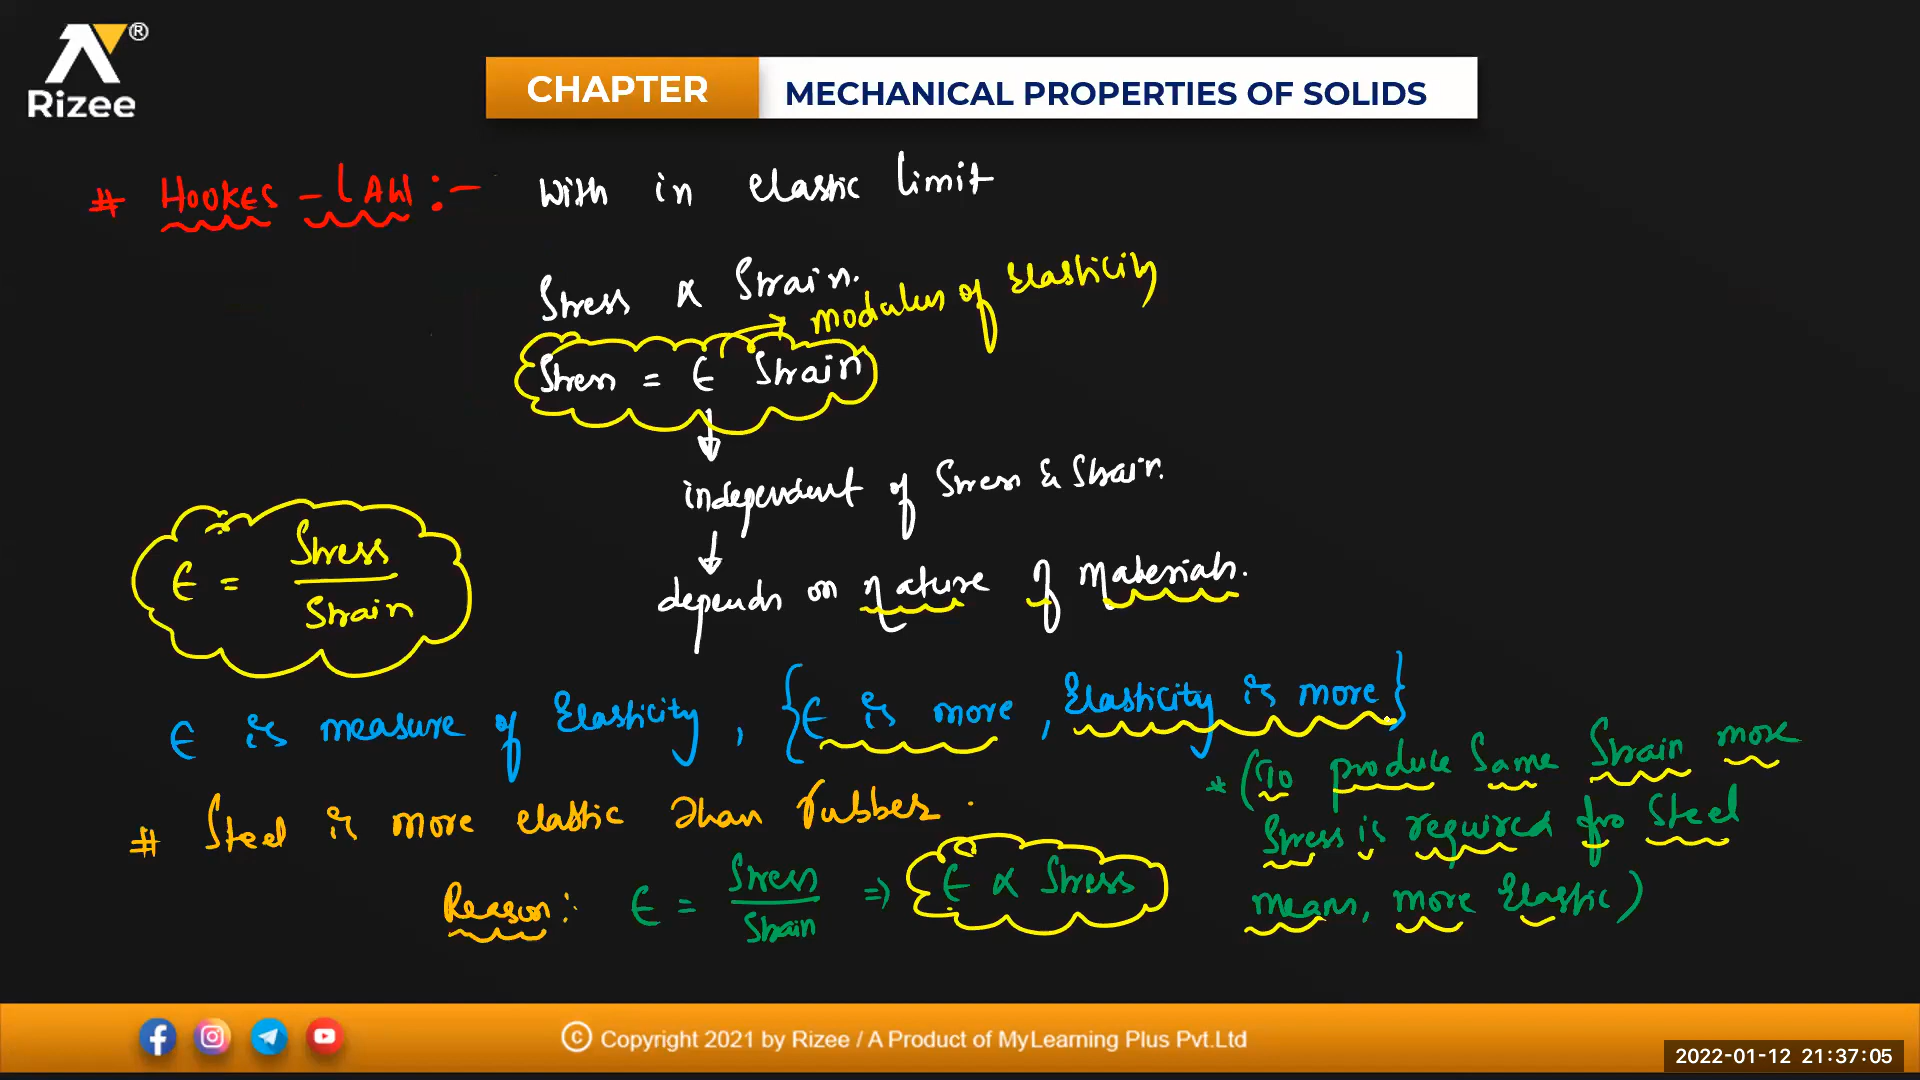 Rizee®
CHAPTER MECHANICAL PROPERTIES OF SOLIDS
# HOOKES - LAW :- With in elastic limit
Stress ∝ Strain.
modulus of Elasticity
Stress = E Strain
independent of Stress & Strain.
E = Stress / Strain
depends on nature of Materials.
E is measure of Elasticity, {E is more, Elasticity is more}
# Steel is more elastic than rubber.
* (To produce Same Strain more
Stress is required for Steel
means, more Elastic)
Reason: E = Stress / Strain ⇒ E ∝ Stress
© Copyright 2021 by Rizee / A Product of MyLearning Plus Pvt.Ltd
2022-01-12 21:37:05